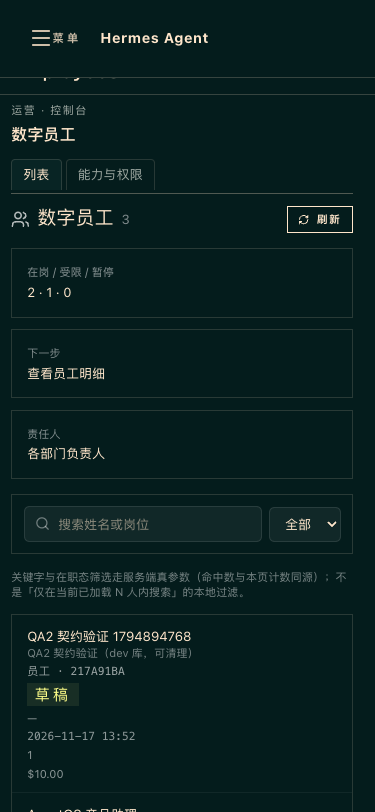 菜单
Hermes Agent
运营 · 控制台
数字员工
列表
能力与权限
数字员工 3
刷新
在岗 / 受限 / 暂停
2 · 1 · 0
下一步
查看员工明细
责任人
各部门负责人
搜索姓名或岗位
全部
关键字与在职态筛选走服务端真参数（命中数与本页计数同源）；不
是「仅在当前已加载 N 人内搜索」的本地过滤。
QA2 契约验证 1794894768
QA2 契约验证（dev 库，可清理）
员工 · 217A91BA
草稿
—
2026-11-17 13:52
1
$10.00